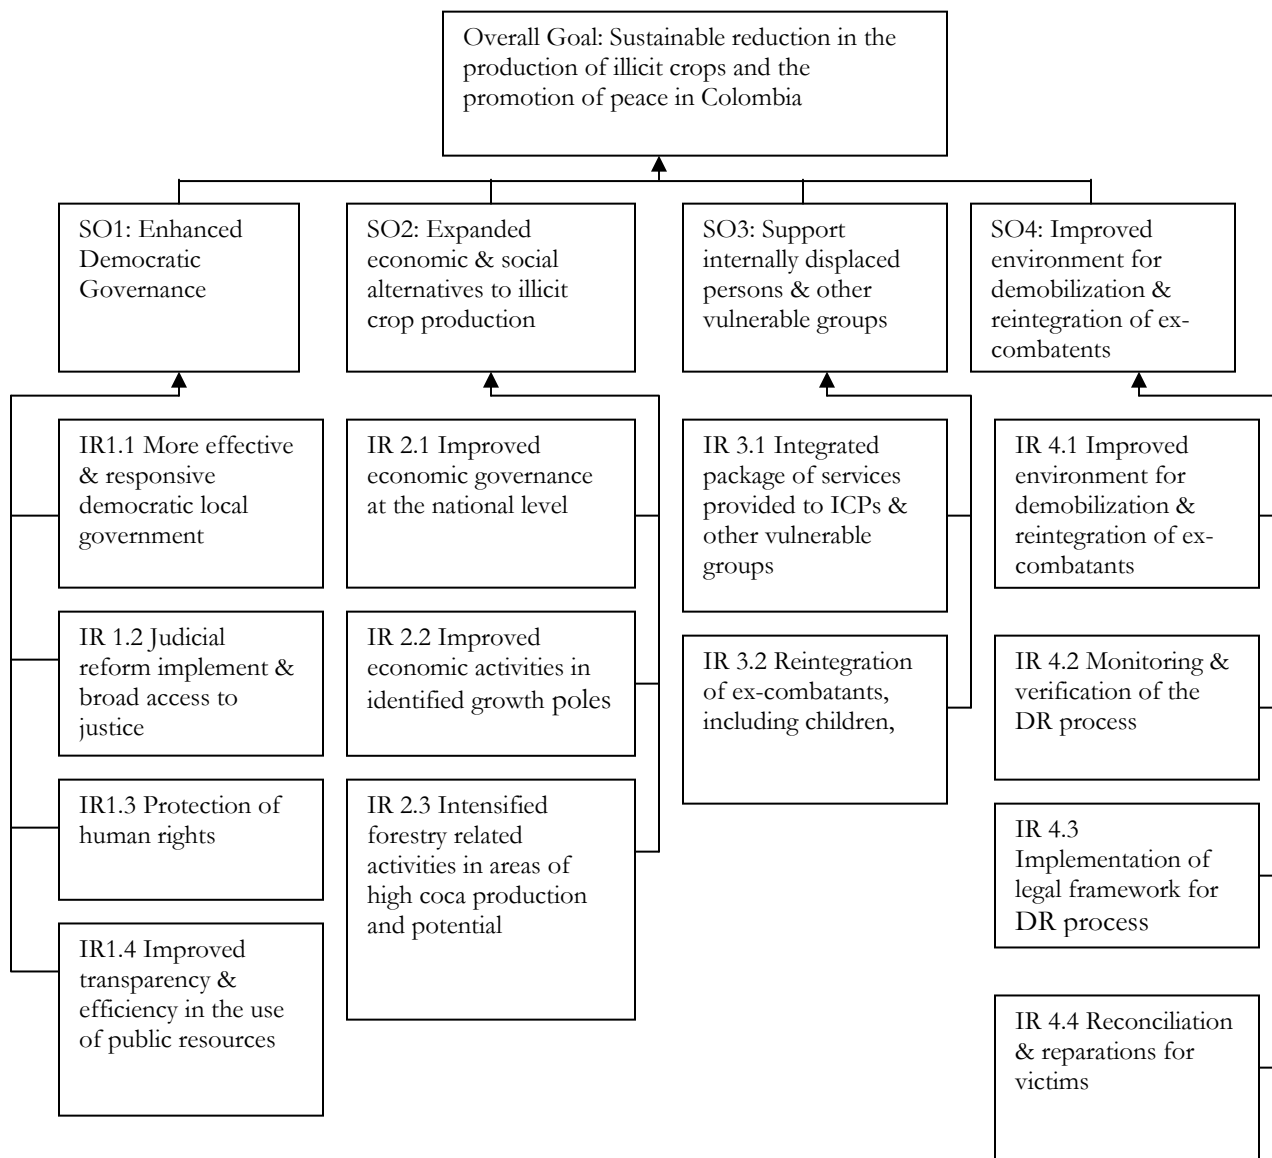 Overall Goal: Sustainable reduction in the
production of illicit crops and the
promotion of peace in Colombia
SO1: Enhanced
Democratic
Governance
SO2: Expanded
economic & social
alternatives to illicit
crop production
SO3: Support
internally displaced
persons & other
vulnerable groups
SO4: Improved
environment for
demobilization &
reintegration of ex-
combatents
IR1.1 More effective
& responsive
democratic local
government
IR 1.2 Judicial
reform implement &
broad access to
justice
IR1.3 Protection of
human rights
IR1.4 Improved
transparency &
efficiency in the use
of public resources
IR 2.1 Improved
economic governance
at the national level
IR 2.2 Improved
economic activities in
identified growth poles
IR 2.3 Intensified
forestry related
activities in areas of
high coca production
and potential
IR 3.1 Integrated
package of services
provided to ICPs &
other vulnerable
groups
IR 3.2 Reintegration
of ex-combatants,
including children,
IR 4.1 Improved
environment for
demobilization &
reintegration of ex-
combatants
IR 4.2 Monitoring &
verification of the
DR process
IR 4.3
Implementation of
legal framework for
DR process
IR 4.4 Reconciliation
& reparations for
victims